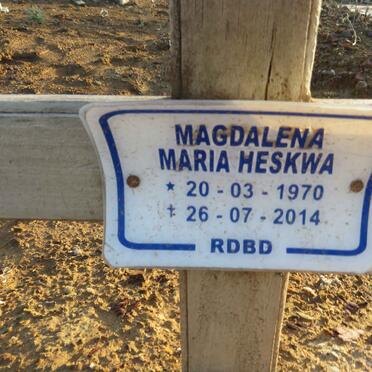 MAGDALENA
MARIA HESKWA
★ 20 - 03 - 1970
✝ 26 - 07 - 2014
RDBD